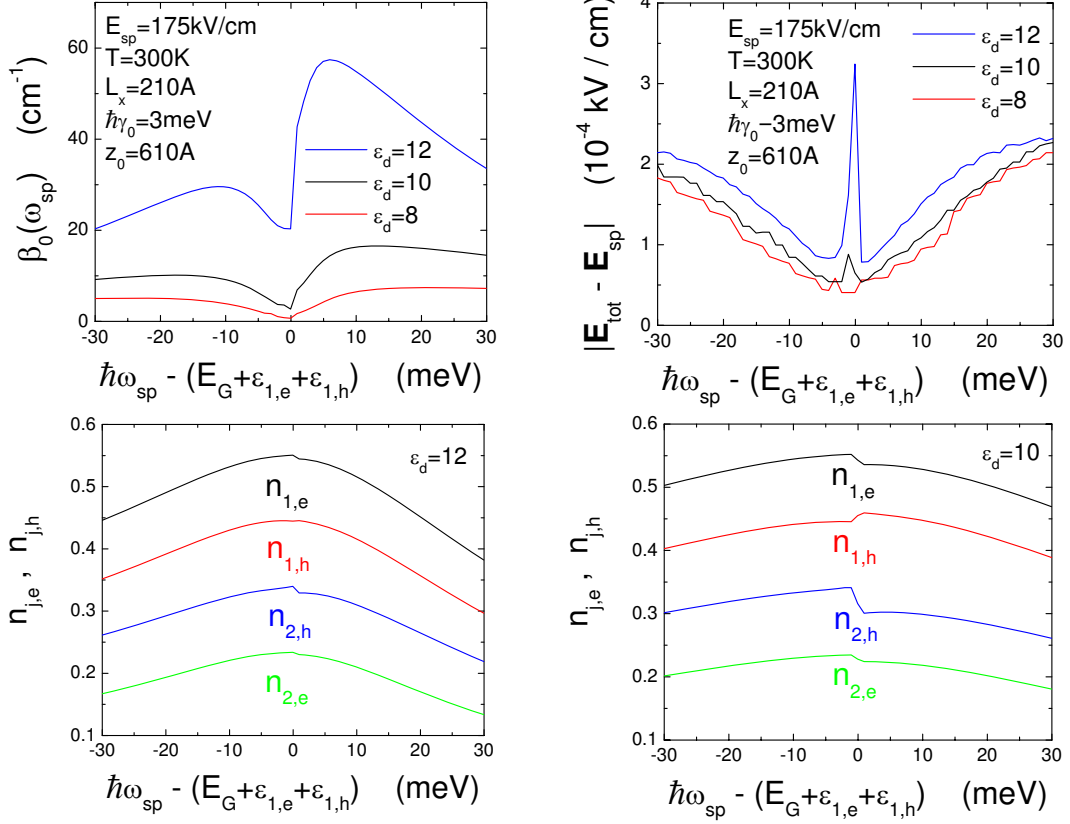 E_sp=175kV/cm
T=300K
L_x=210A
ħγ_0=3meV
z_0=610A
ε_d=12
ε_d=10
ε_d=8
β_0(ω_sp) (cm^-1)
0
20
40
60
-30 -20 -10 0 10 20 30
ħω_sp - (E_G+ε_1,e+ε_1,h) (meV)
E_sp=175kV/cm
T=300K
L_x=210A
ħγ_0−3meV
z_0=610A
ε_d=12
ε_d=10
ε_d=8
|E_tot - E_sp| (10^-4 kV / cm)
0
1
2
3
4
-30 -20 -10 0 10 20 30
ħω_sp - (E_G+ε_1,e+ε_1,h) (meV)
ε_d=12
n_1,e
n_1,h
n_2,h
n_2,e
n_j,e , n_j,h
0.1
0.2
0.3
0.4
0.5
0.6
-30 -20 -10 0 10 20 30
ħω_sp - (E_G+ε_1,e+ε_1,h) (meV)
ε_d=10
n_1,e
n_1,h
n_2,h
n_2,e
n_j,e , n_j,h
0.1
0.2
0.3
0.4
0.5
0.6
-30 -20 -10 0 10 20 30
ħω_sp - (E_G+ε_1,e+ε_1,h) (meV)